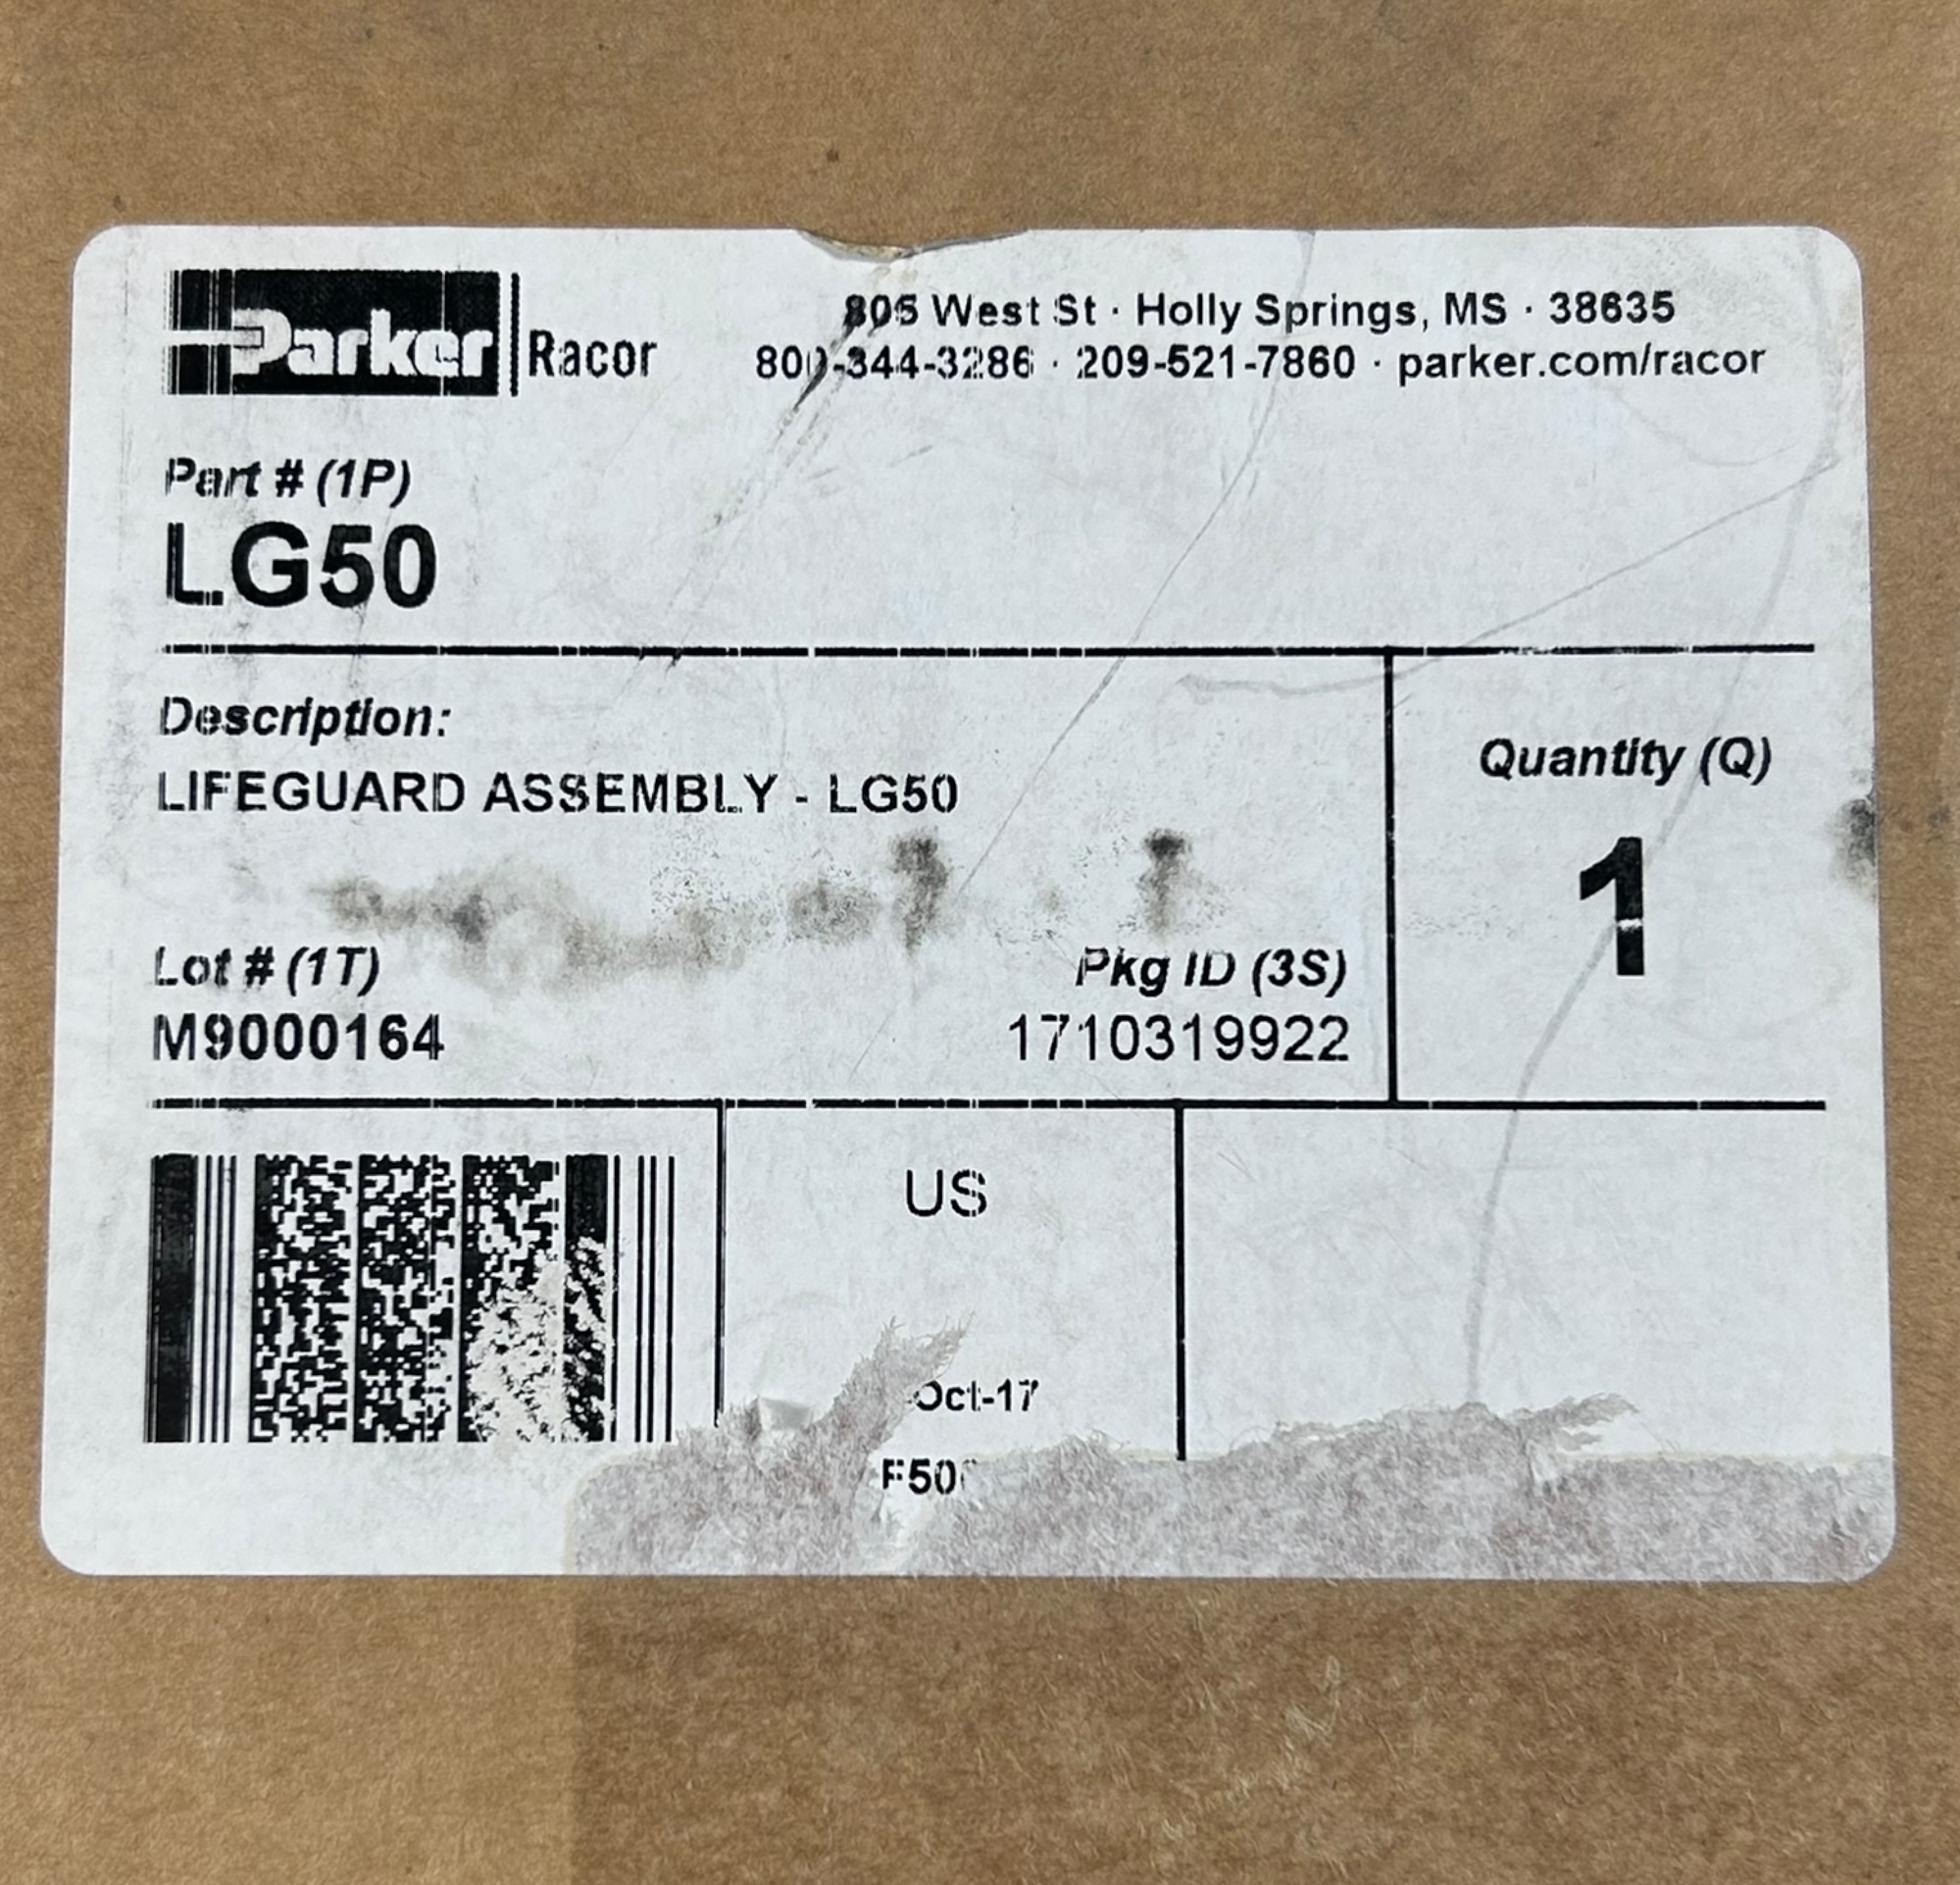 Parker Racor
805 West St · Holly Springs, MS · 38635
800-344-3286 · 209-521-7860 · parker.com/racor
Part # (1P)
LG50
Description:
LIFEGUARD ASSEMBLY - LG50
Quantity (Q)
1
Lot # (1T)
M9000164
Pkg ID (3S)
1710319922
US
Oct-17